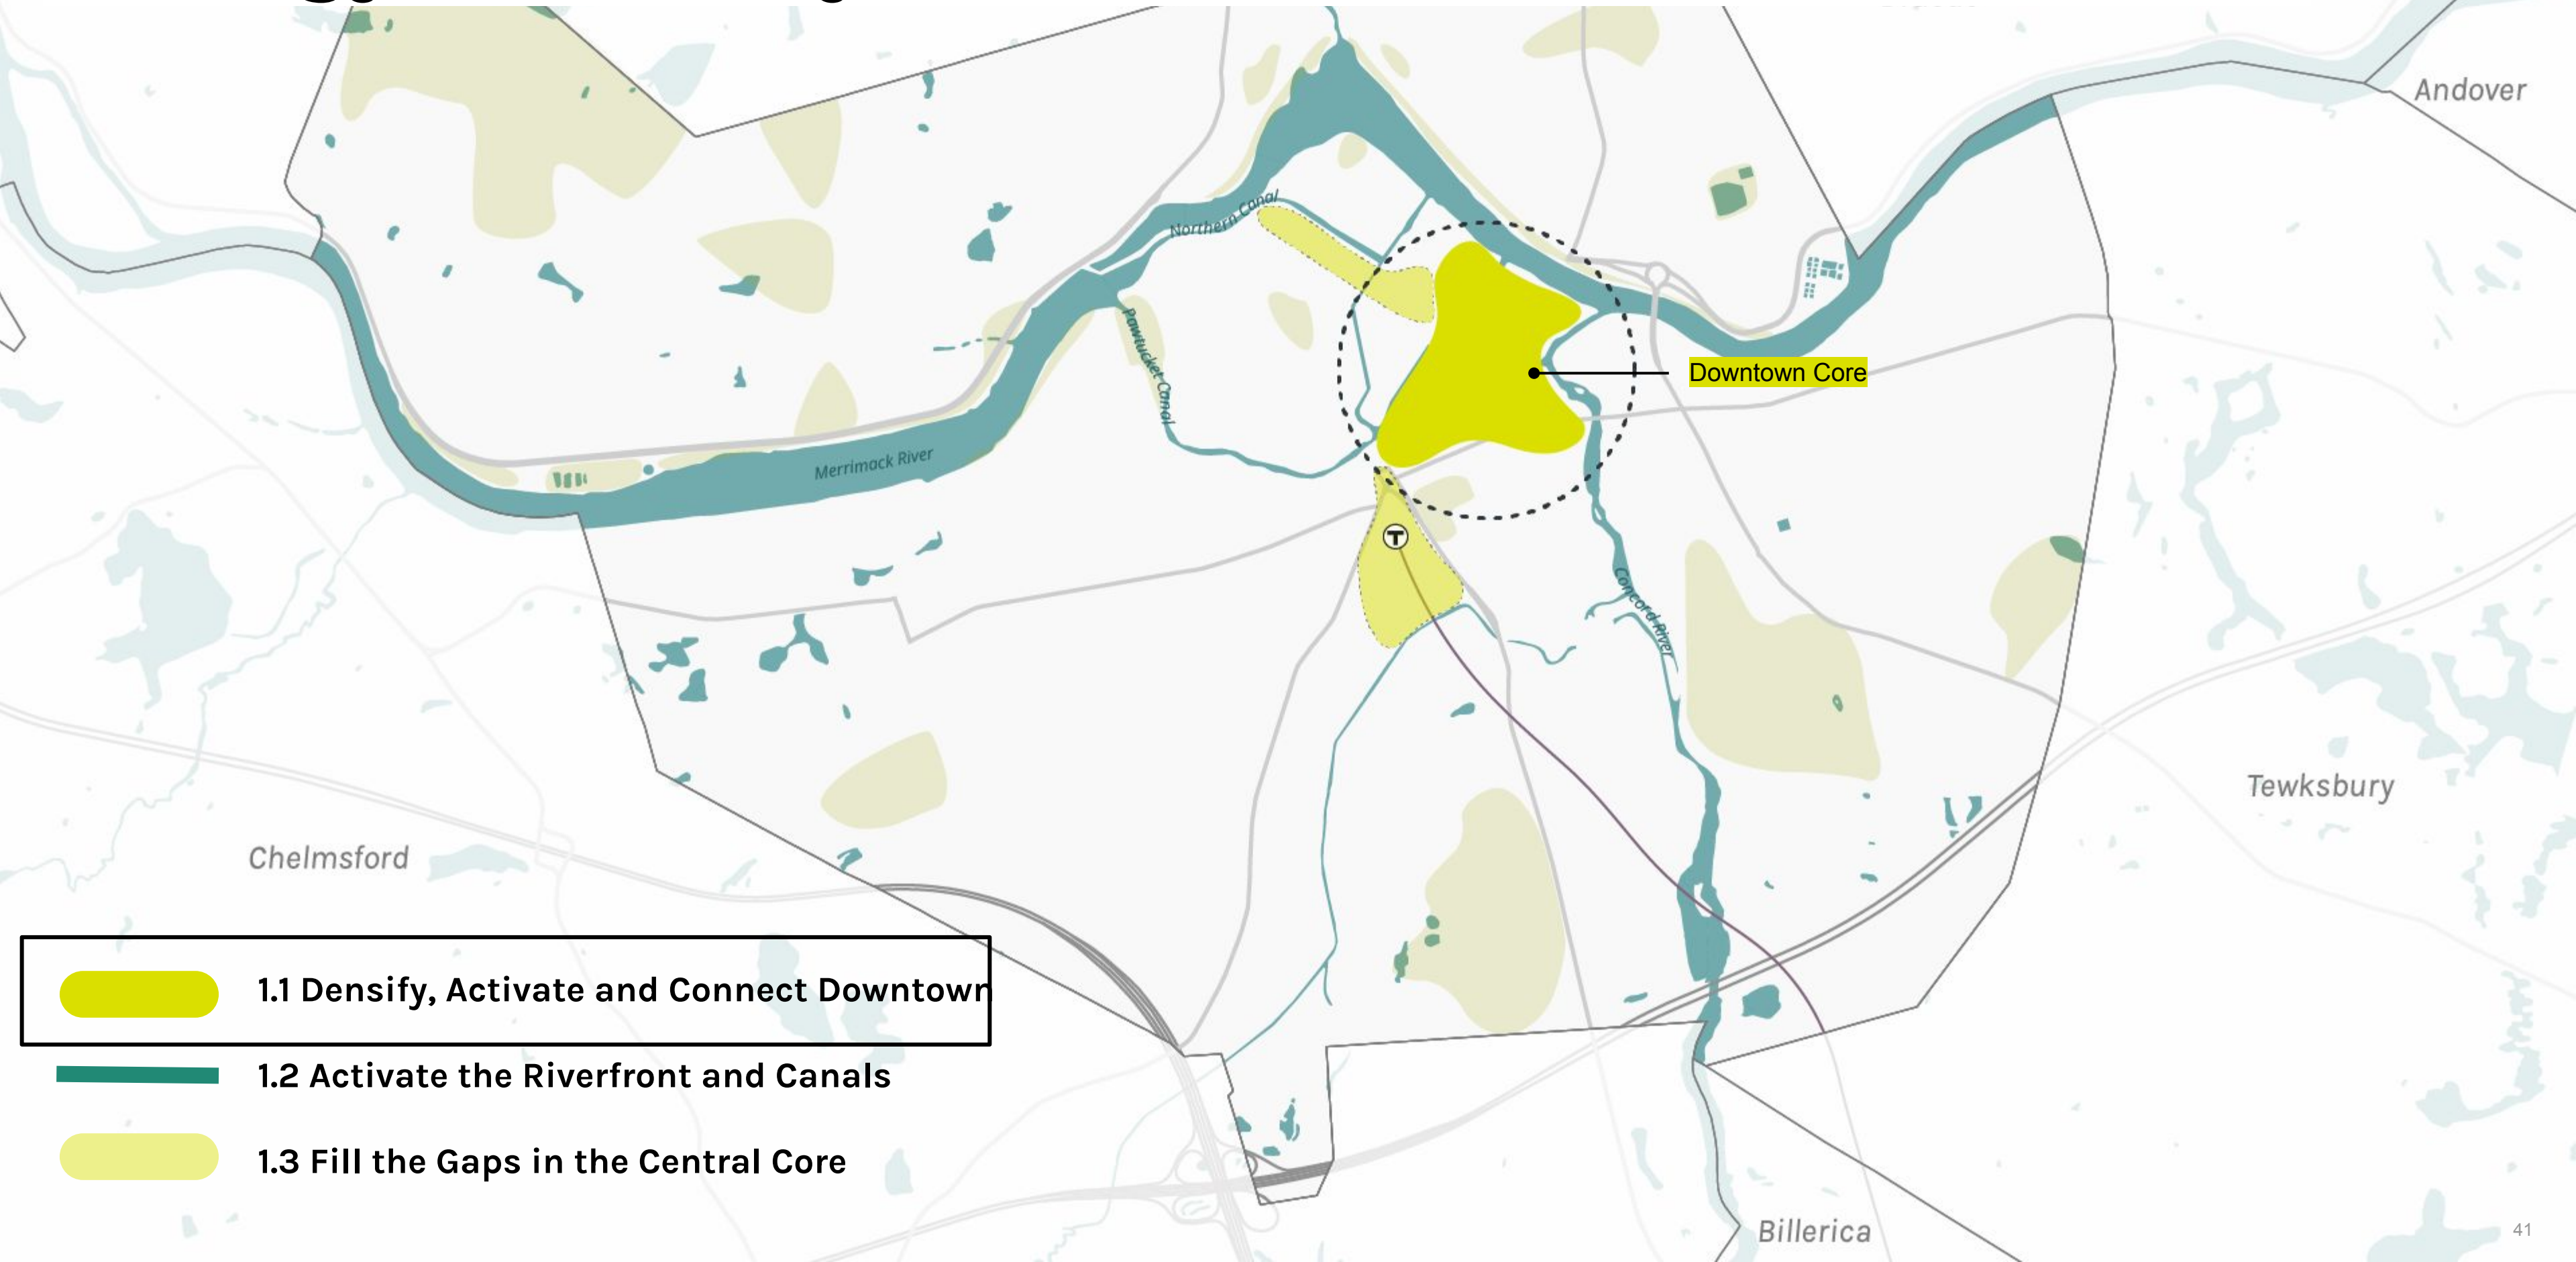 Andover
Northern Canal
Pawtucket Canal
Downtown Core
Merrimack River
T
Concord River
Tewksbury
Chelmsford
1.1 Densify, Activate and Connect Downtown
1.2 Activate the Riverfront and Canals
1.3 Fill the Gaps in the Central Core
Billerica
41